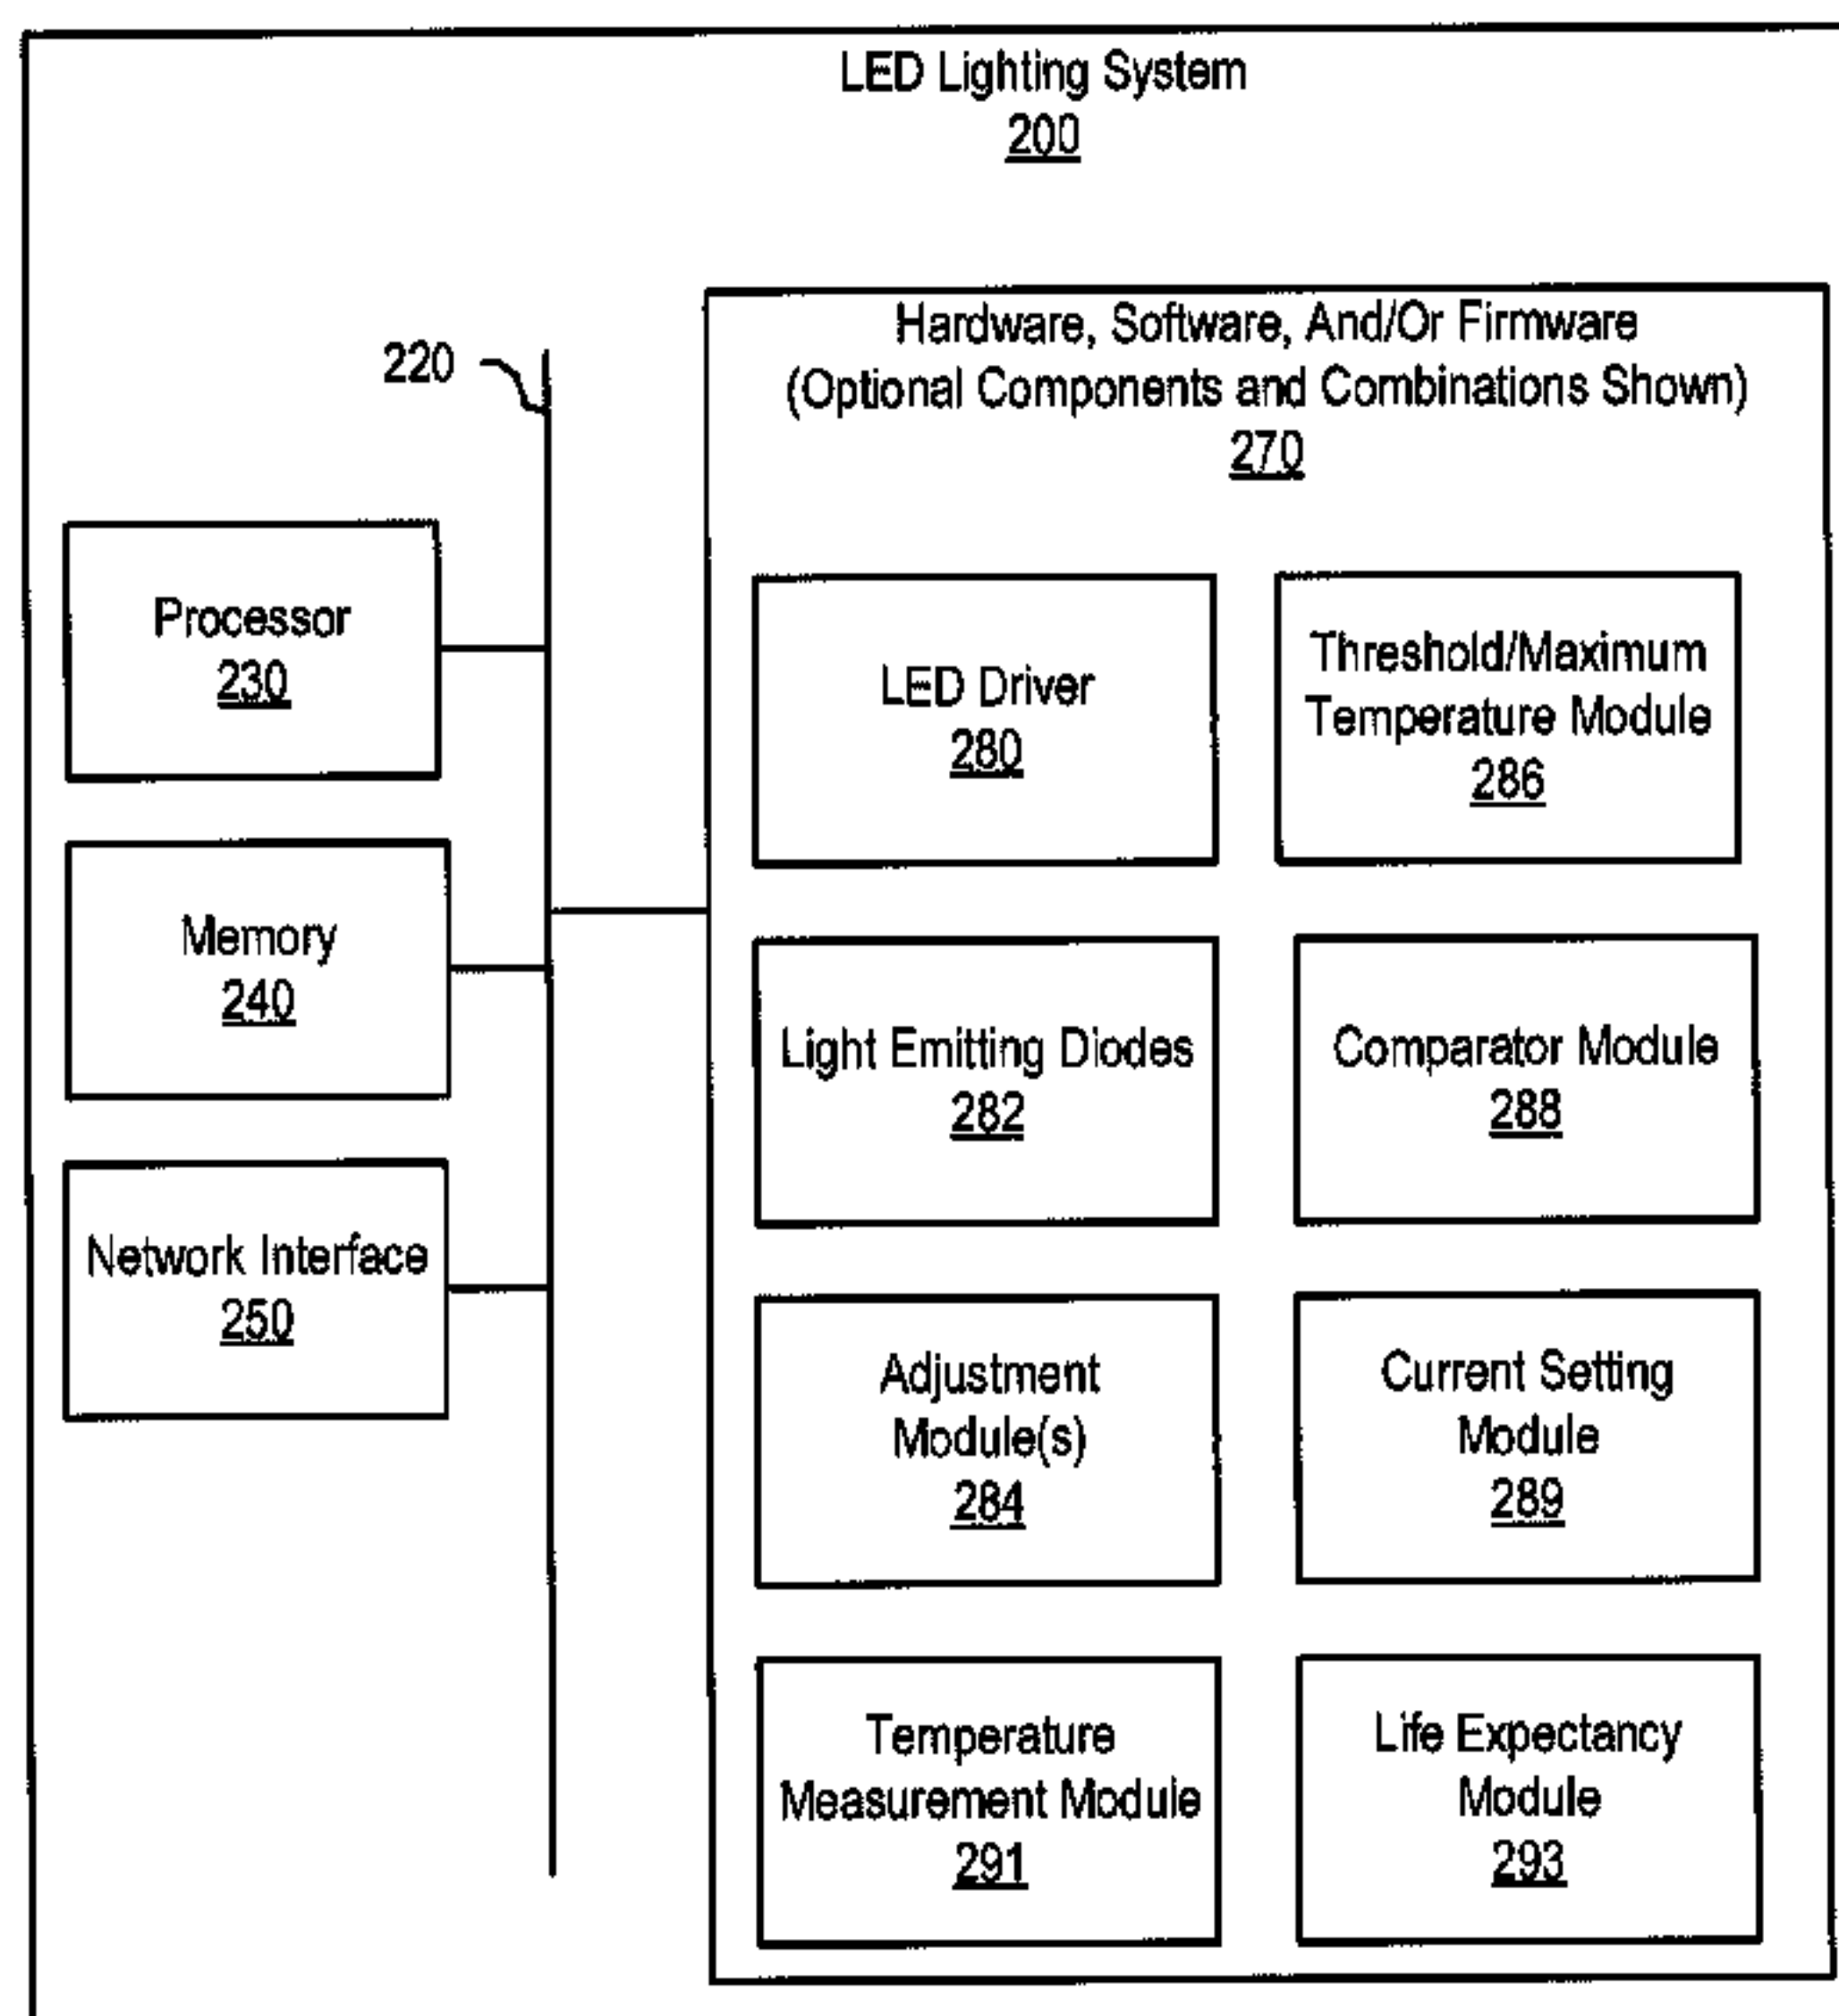 LED Lighting System
200
Hardware, Software, And/Or Firmware
(Optional Components and Combinations Shown)
270
220
Processor
230
Memory
240
Network Interface
250
LED Driver
280
Threshold/Maximum
Temperature Module
286
Light Emitting Diodes
282
Comparator Module
288
Adjustment
Module(s)
284
Current Setting
Module
289
Temperature
Measurement Module
291
Life Expectancy
Module
293